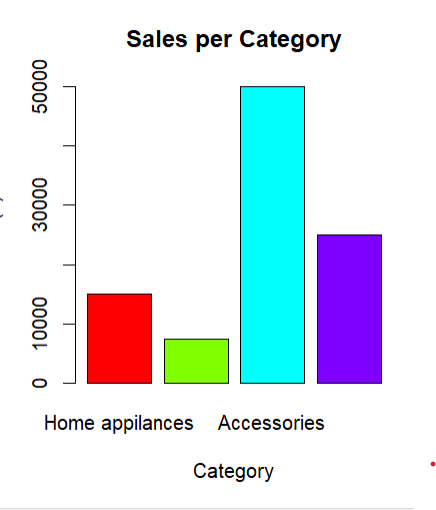 Sales per Category
50000
30000
10000
0
Home appilances Accessories
Category